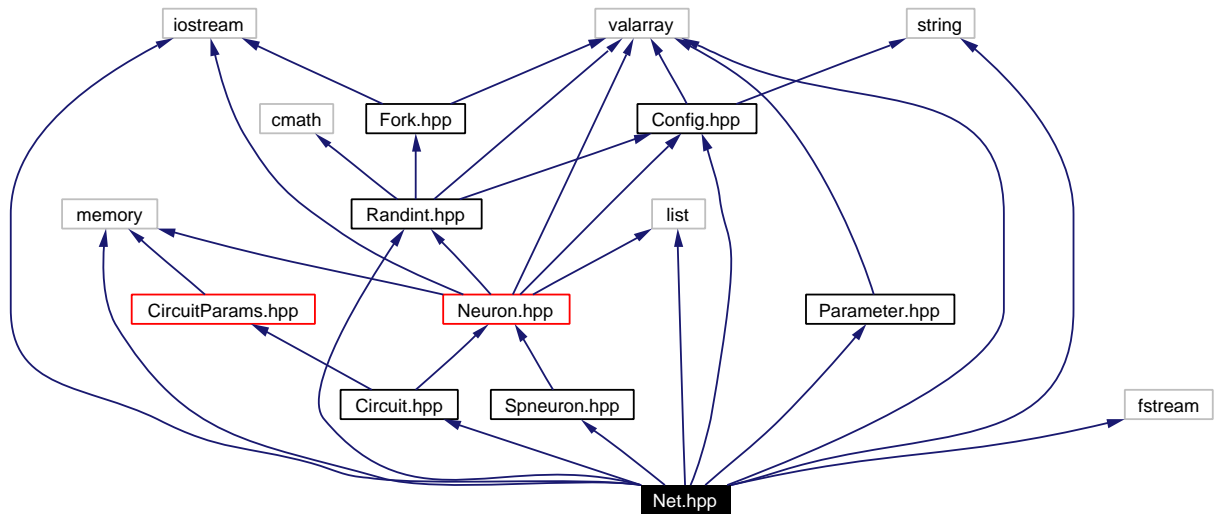 iostream
valarray
string
cmath
Fork.hpp
Config.hpp
memory
Randint.hpp
list
CircuitParams.hpp
Neuron.hpp
Parameter.hpp
Circuit.hpp
Spneuron.hpp
fstream
Net.hpp